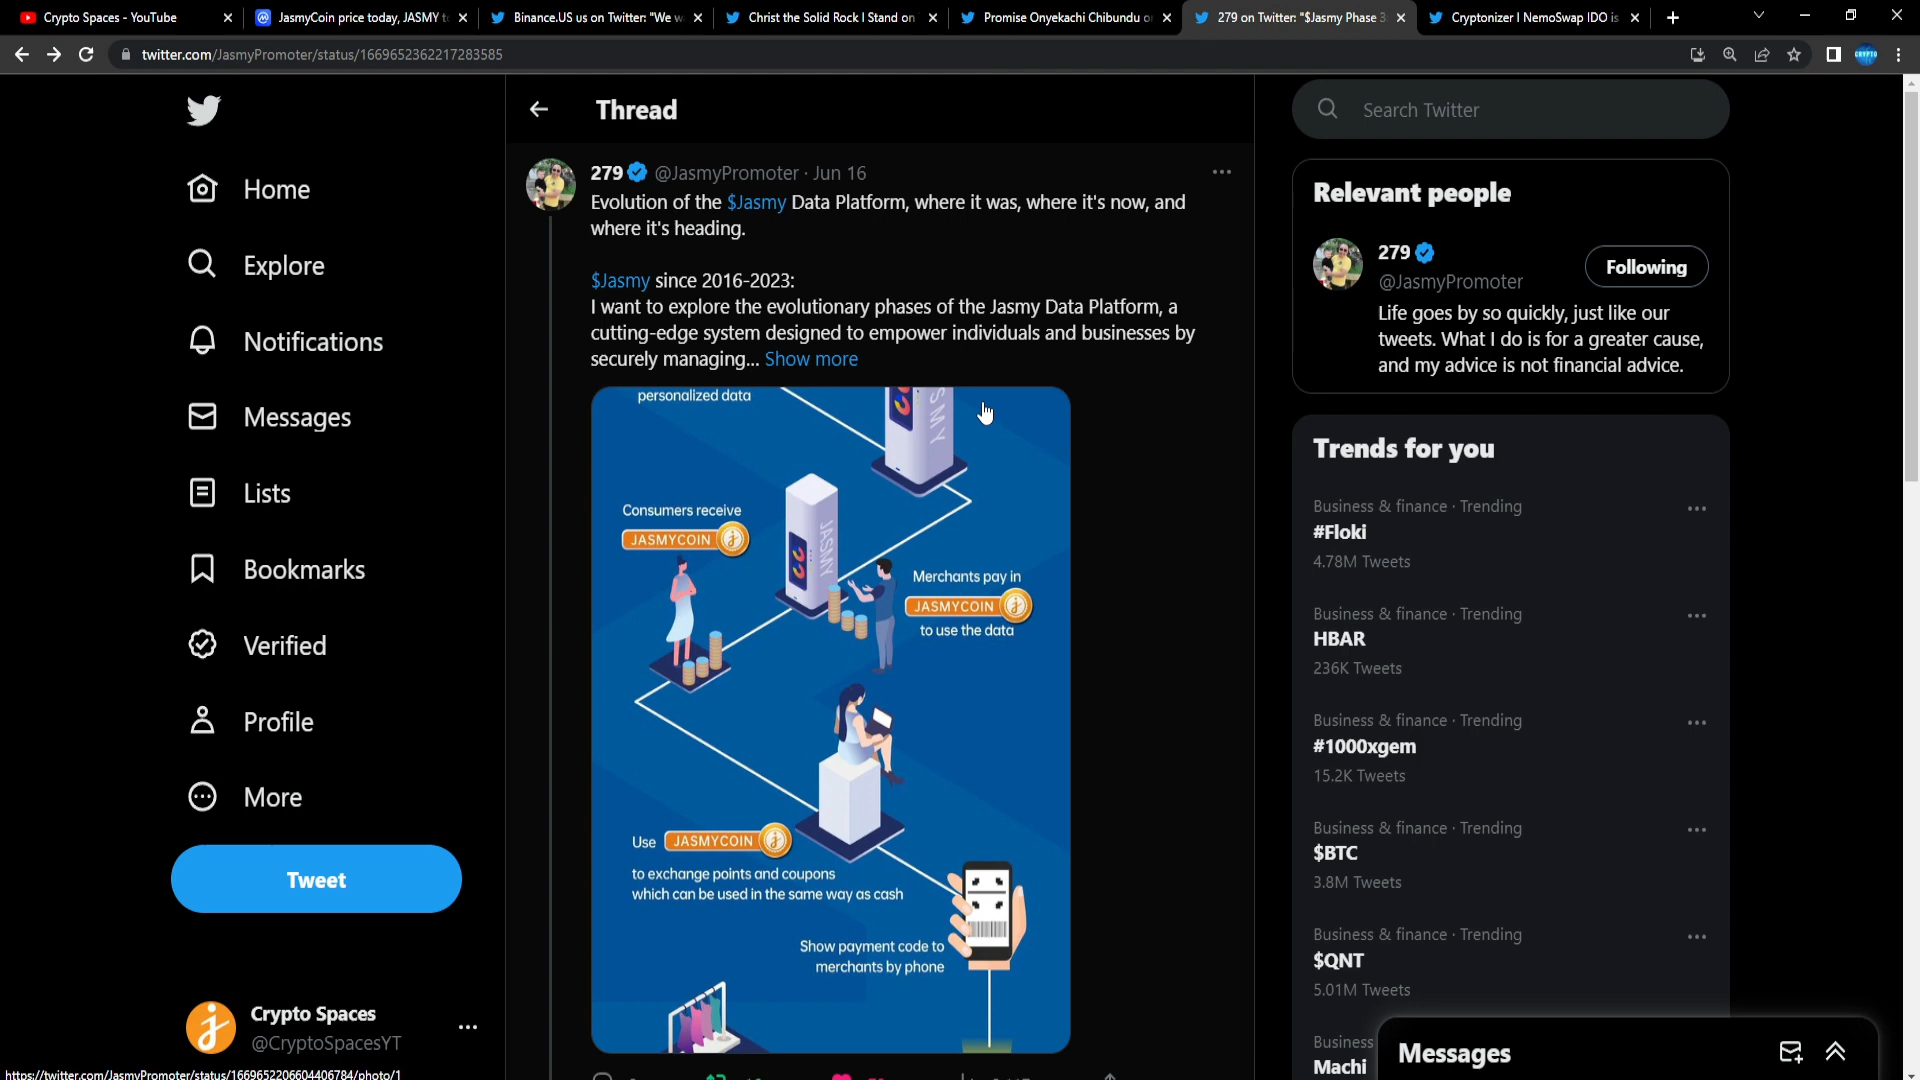 Crypto Spaces - YouTube
JasmyCoin price today, JASMY t
Binance.US us on Twitter: "We w
Christ the Solid Rock I Stand on
Promise Onyekachi Chibundu o
279 on Twitter: "$Jasmy Phase 3
Cryptonizer I NemoSwap IDO is
twitter.com/JasmyPromoter/status/1669652362217283585
CRYPTO
Home
Explore
Notifications
Messages
Lists
Bookmarks
Verified
Profile
More
Tweet
Crypto Spaces
@CryptoSpacesYT
https://twitter.com/JasmyPromoter/status/1669652206604406784/photo/1
Thread
279 @JasmyPromoter · Jun 16
Evolution of the $Jasmy Data Platform, where it was, where it's now, and
where it's heading.
$Jasmy since 2016-2023:
I want to explore the evolutionary phases of the Jasmy Data Platform, a
cutting-edge system designed to empower individuals and businesses by
securely managing... Show more
personalized data
Consumers receive
JASMYCOIN
JASMY
Merchants pay in
JASMYCOIN
to use the data
Use JASMYCOIN
to exchange points and coupons
which can be used in the same way as cash
Show payment code to
merchants by phone
Search Twitter
Relevant people
279
@JasmyPromoter
Following
Life goes by so quickly, just like our
tweets. What I do is for a greater cause,
and my advice is not financial advice.
Trends for you
Business & finance · Trending
#Floki
4.78M Tweets
Business & finance · Trending
HBAR
236K Tweets
Business & finance · Trending
#1000xgem
15.2K Tweets
Business & finance · Trending
$BTC
3.8M Tweets
Business & finance · Trending
$QNT
5.01M Tweets
Business
Machi
Messages